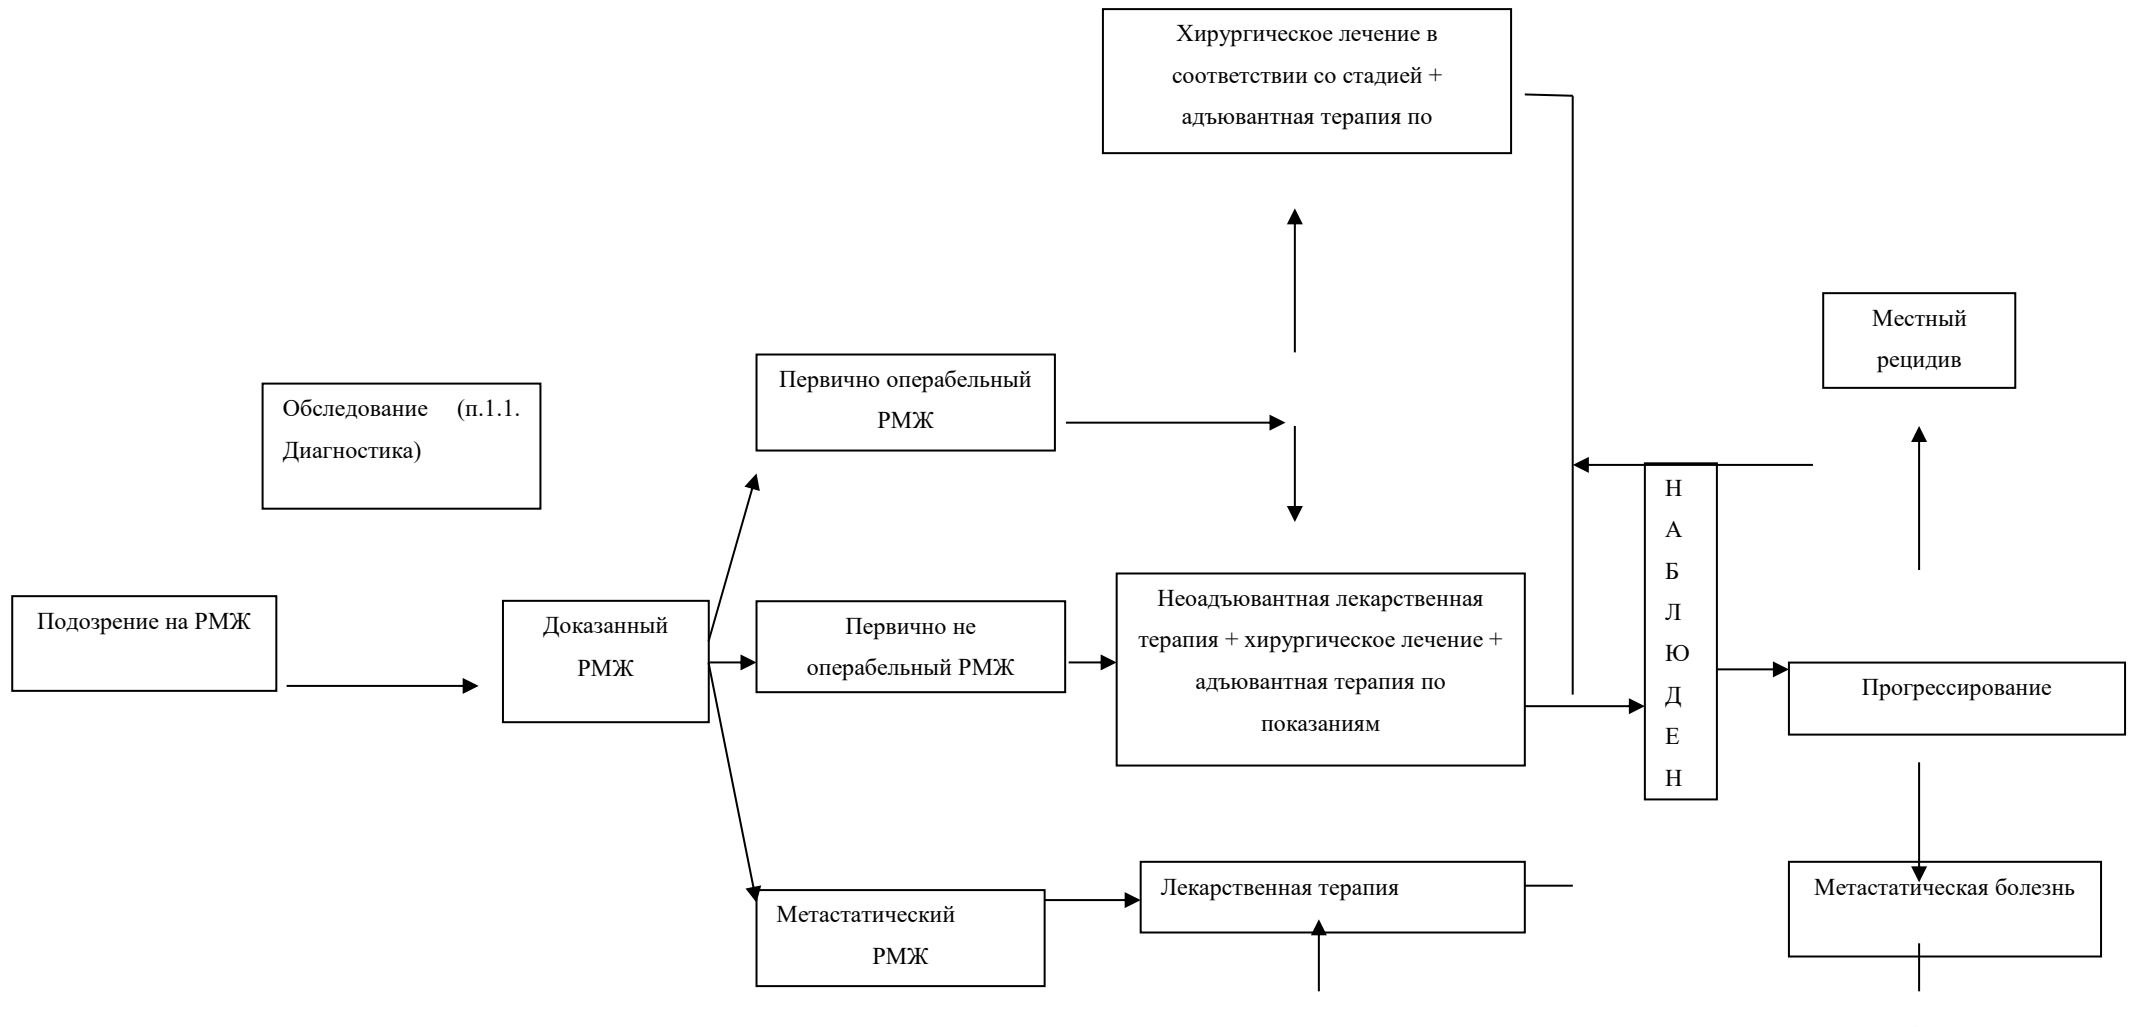 Хирургическое лечение в
соответствии со стадией +
адъювантная терапия по
Местный
рецидив
Первично операбельный
РМЖ
Обследование (п.1.1.
Диагностика)
Подозрение на РМЖ
Доказанный
РМЖ
Первично не
операбельный РМЖ
Неоадъювантная лекарственная
терапия + хирургическое лечение +
адъювантная терапия по
показаниям
Н
А
Б
Л
Ю
Д
Е
Н
Прогрессирование
Метастатический
РМЖ
Лекарственная терапия
Метастатическая болезнь